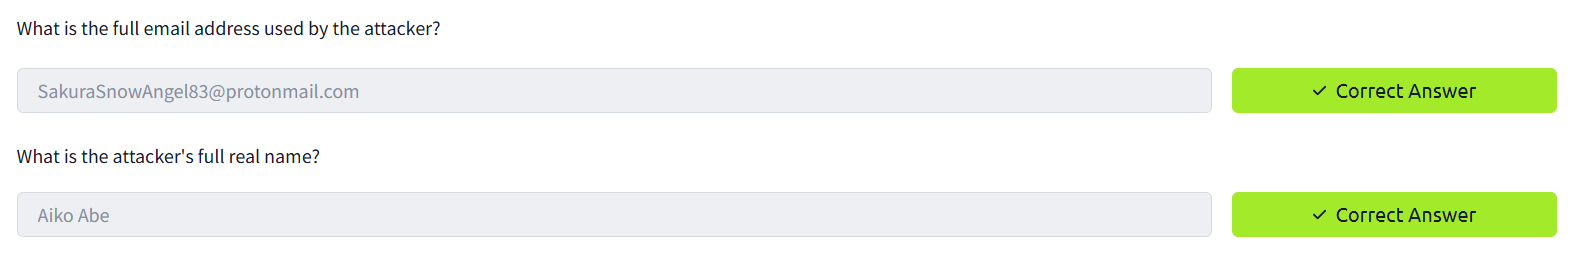 What is the full email address used by the attacker?
SakuraSnowAngel83@protonmail.com
✓ Correct Answer
What is the attacker's full real name?
Aiko Abe
✓ Correct Answer